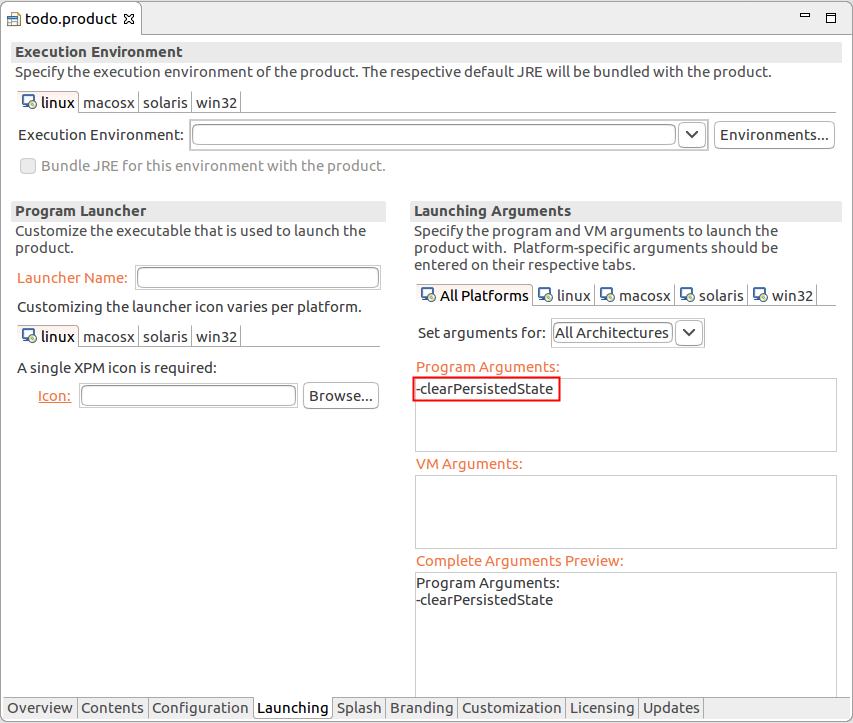 todo.product
Execution Environment
Specify the execution environment of the product. The respective default JRE will be bundled with the product.
linux macosx solaris win32
Execution Environment: Environments...
Bundle JRE for this environment with the product.
Program Launcher
Customize the executable that is used to launch the
product.
Launcher Name:
Customizing the launcher icon varies per platform.
linux macosx solaris win32
A single XPM icon is required:
Icon: Browse...
Launching Arguments
Specify the program and VM arguments to launch the
product with.  Platform-specific arguments should be
entered on their respective tabs.
All Platforms linux macosx solaris win32
Set arguments for: All Architectures
Program Arguments:
-clearPersistedState
VM Arguments:
Complete Arguments Preview:
Program Arguments:
-clearPersistedState
Overview Contents Configuration Launching Splash Branding Customization Licensing Updates